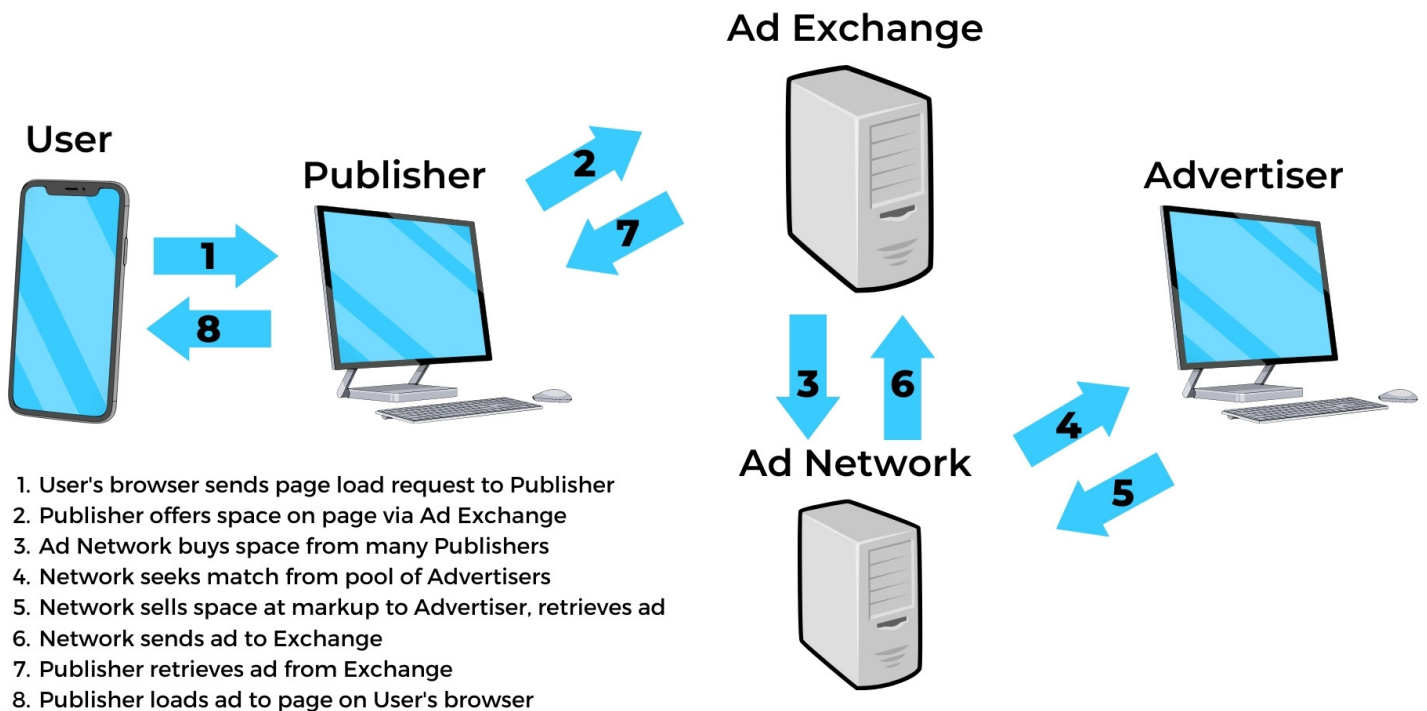 Ad Exchange
User
Publisher
Advertiser
2
7
1
8
3
6
4
5
Ad Network
1. User's browser sends page load request to Publisher
2. Publisher offers space on page via Ad Exchange
3. Ad Network buys space from many Publishers
4. Network seeks match from pool of Advertisers
5. Network sells space at markup to Advertiser, retrieves ad
6. Network sends ad to Exchange
7. Publisher retrieves ad from Exchange
8. Publisher loads ad to page on User's browser